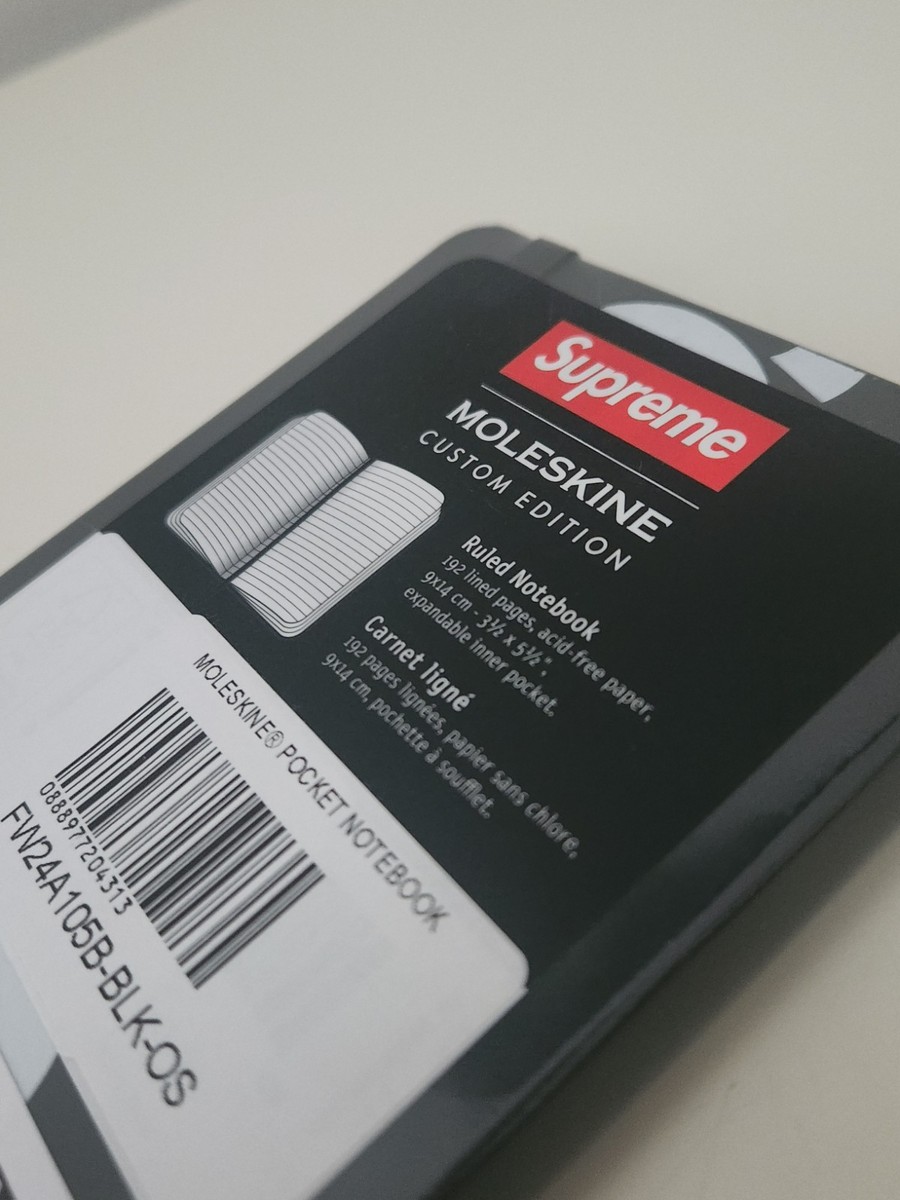 Supreme
MOLESKINE
CUSTOM EDITION
Ruled Notebook
192 lined pages, acid-free paper,
9x14 cm - 3½ x 5½",
expandable inner pocket.
Carnet ligné
192 pages lignées, papier sans chlore,
9x14 cm, pochette à soufflet.
MOLESKINE® POCKET NOTEBOOK
0888977204313
FW24A105B-BLK-OS